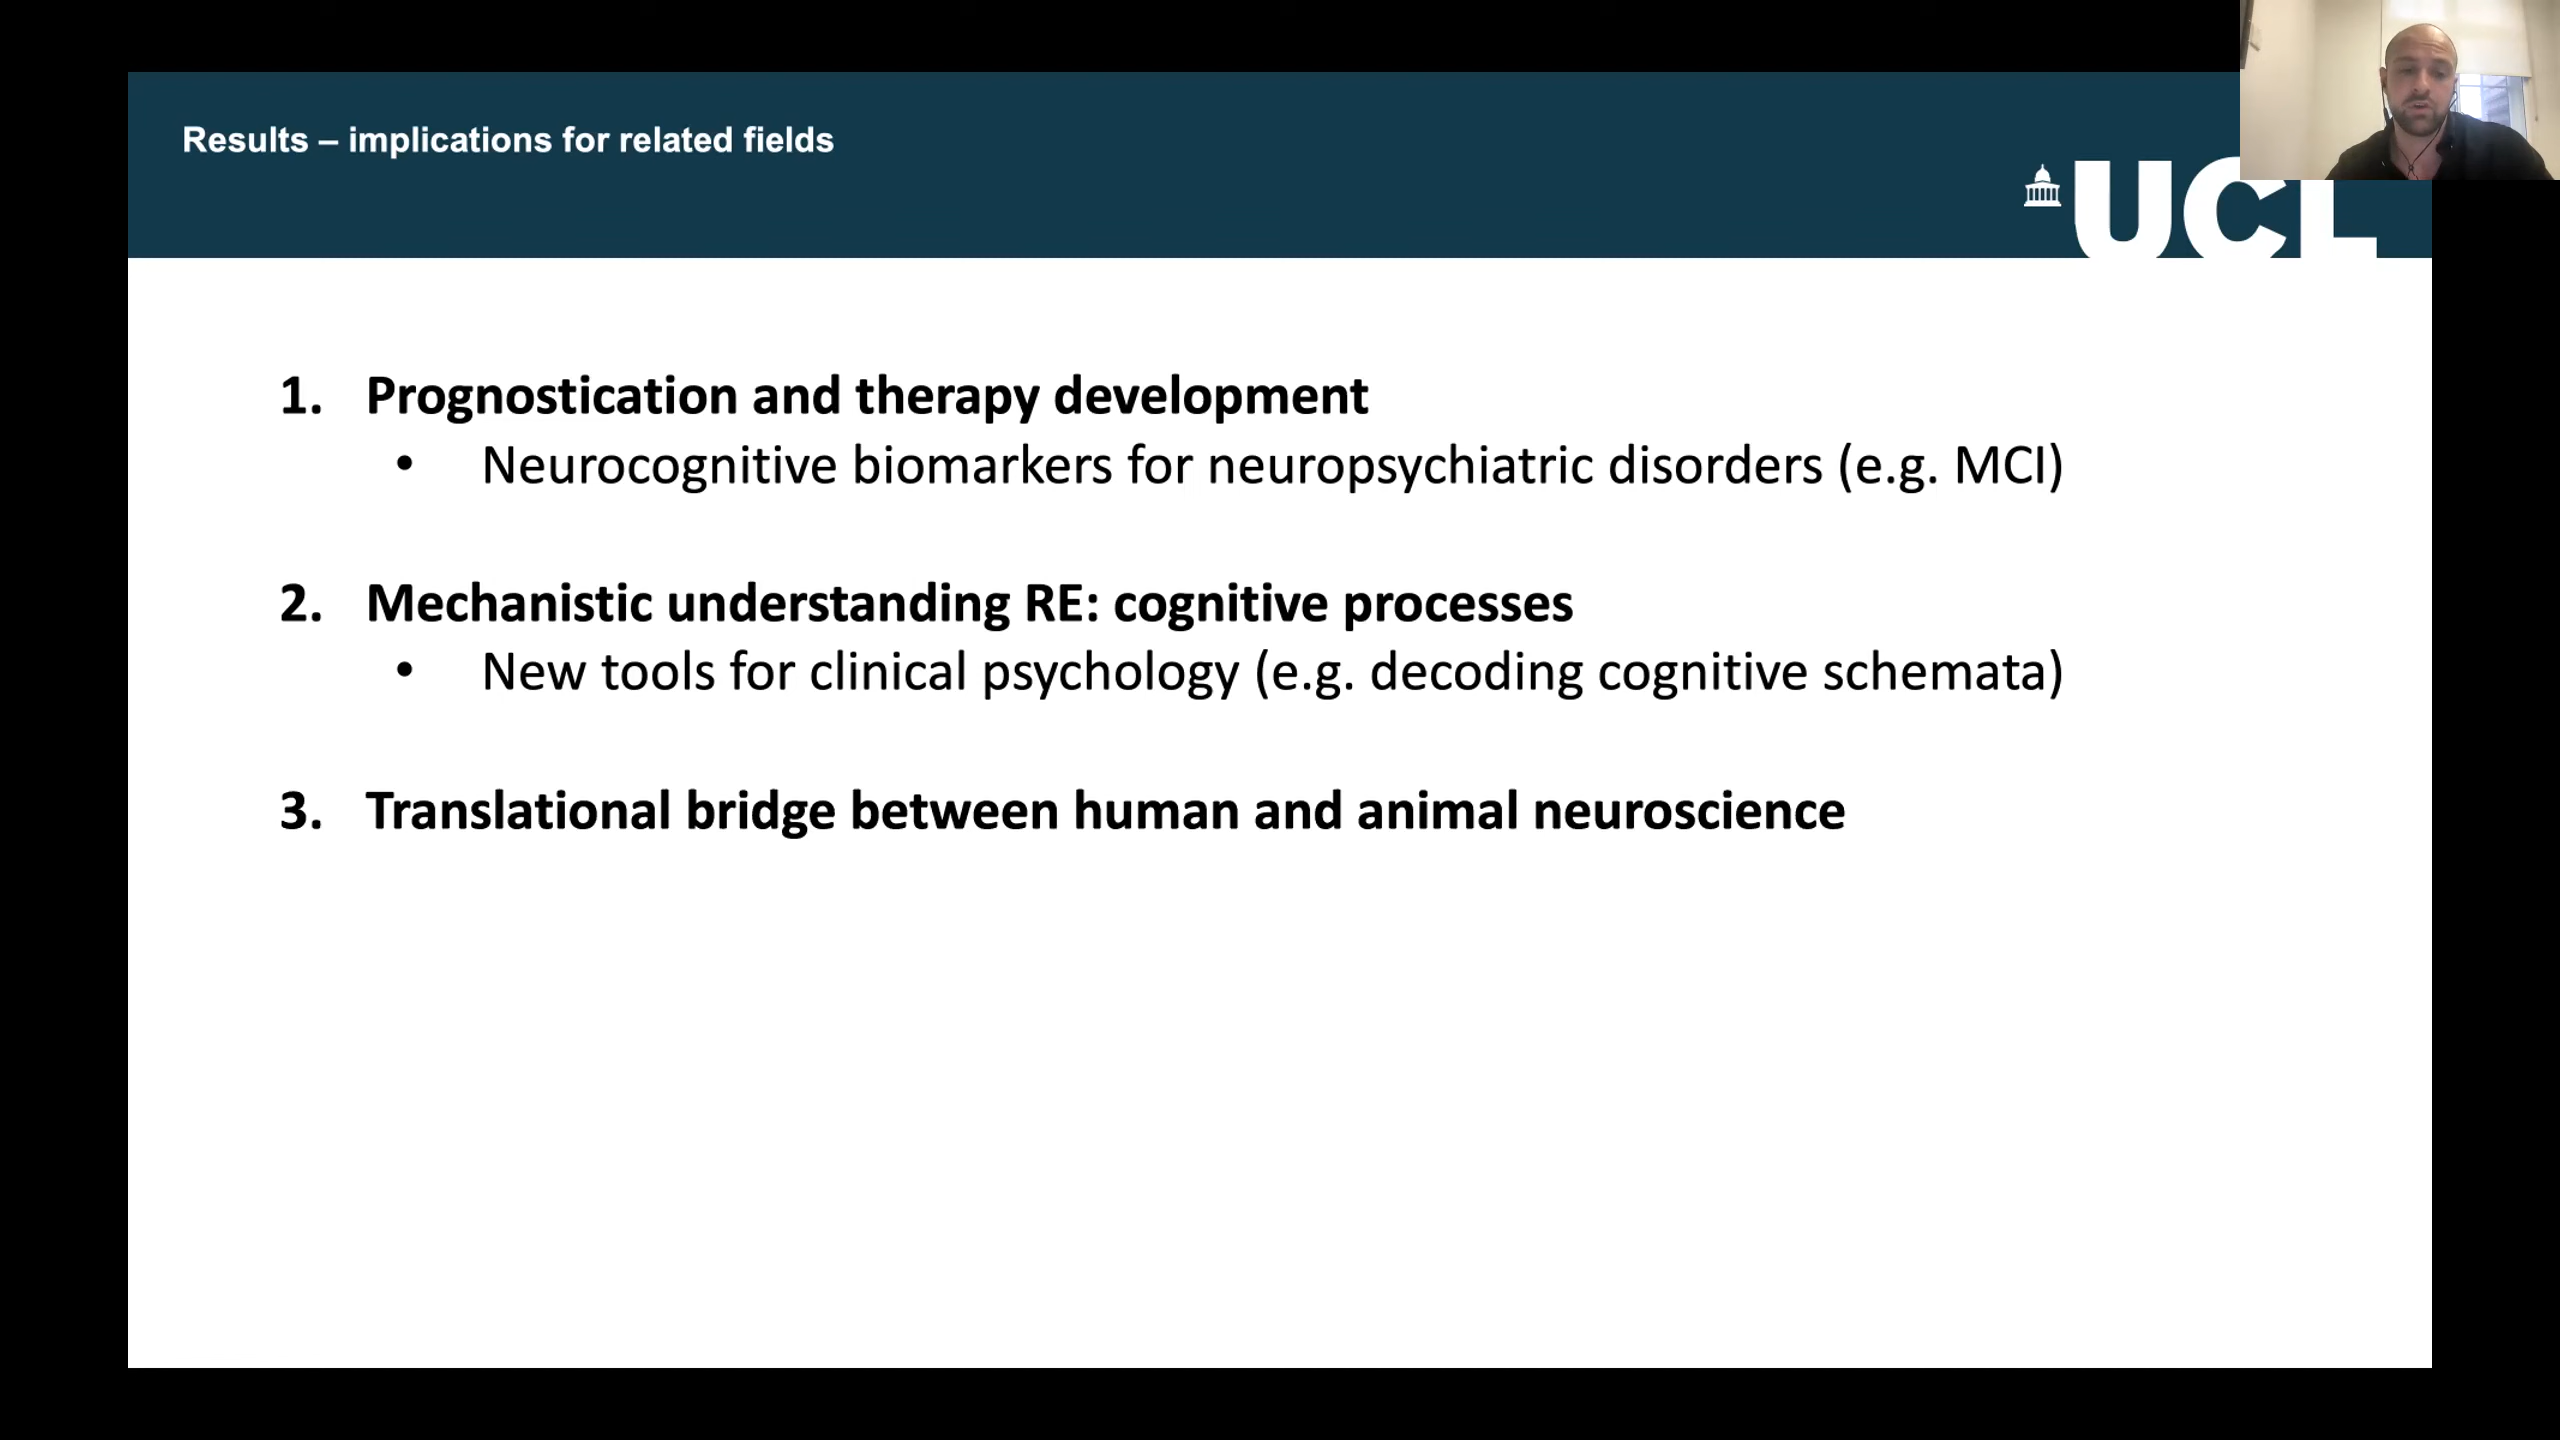 Results – implications for related fields
UCL
1. Prognostication and therapy development
• Neurocognitive biomarkers for neuropsychiatric disorders (e.g. MCI)
2. Mechanistic understanding RE: cognitive processes
• New tools for clinical psychology (e.g. decoding cognitive schemata)
3. Translational bridge between human and animal neuroscience